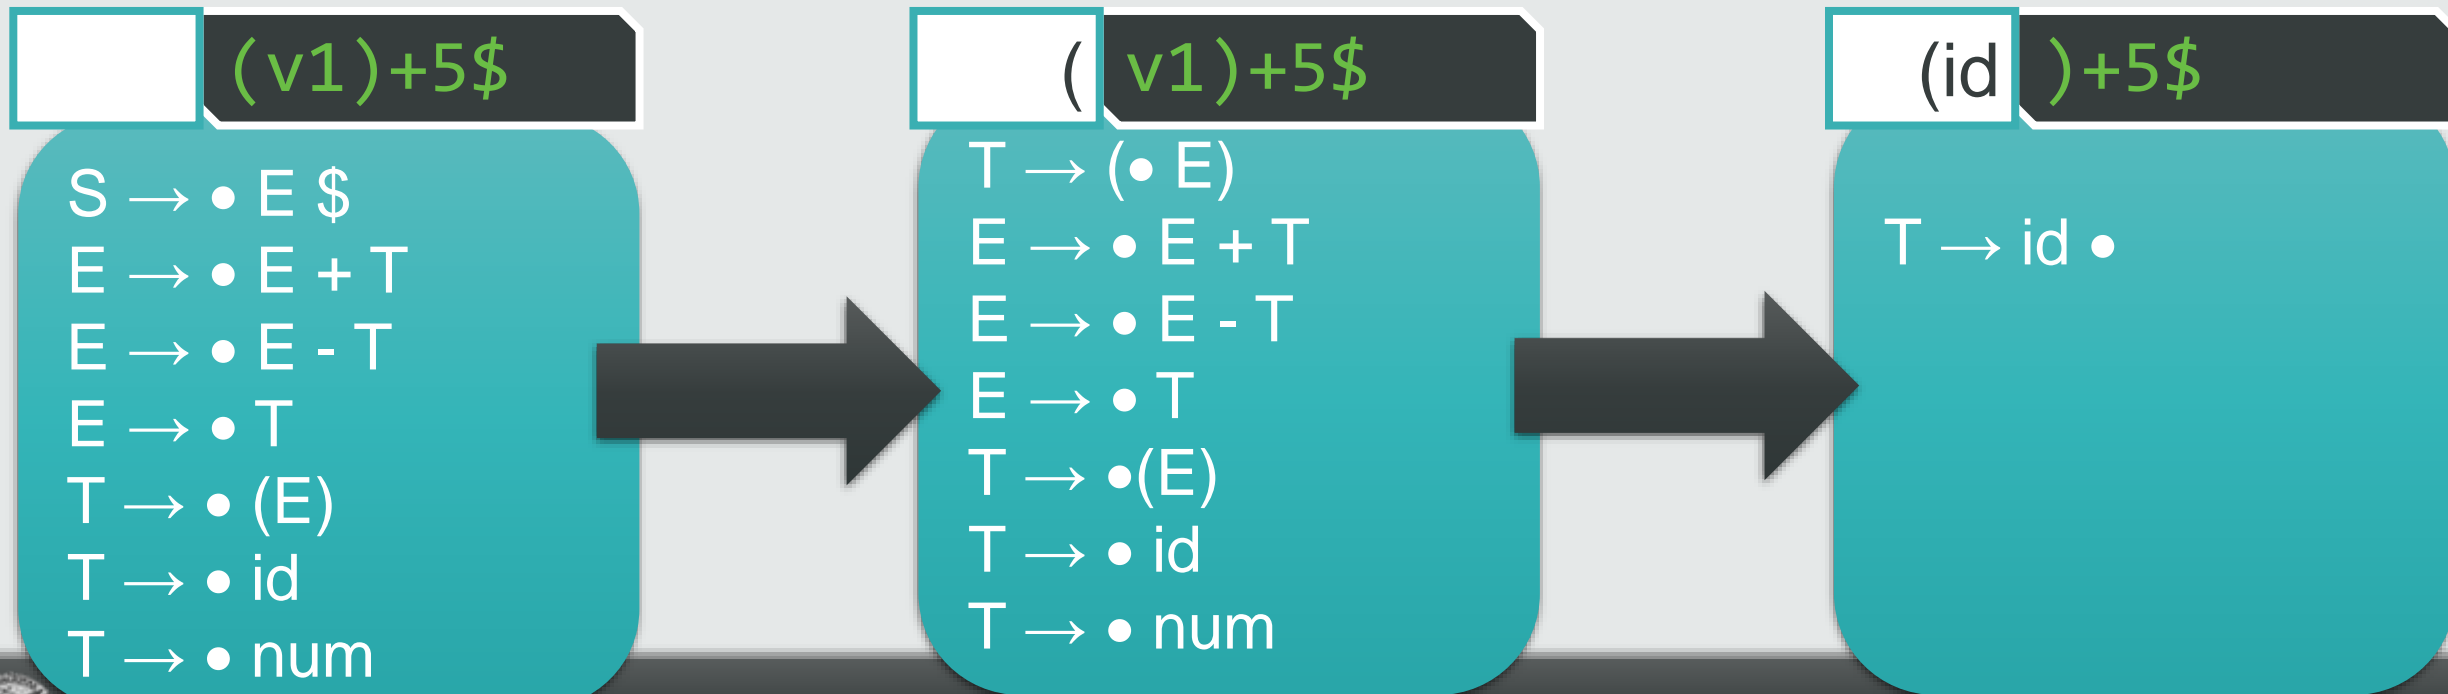 (v1)+5$
S → • E $
E → • E + T
E → • E - T
E → • T
T → • (E)
T → • id
T → • num
( v1)+5$
T → (• E)
E → • E + T
E → • E - T
E → • T
T → •(E)
T → • id
T → • num
(id )+5$
T → id •